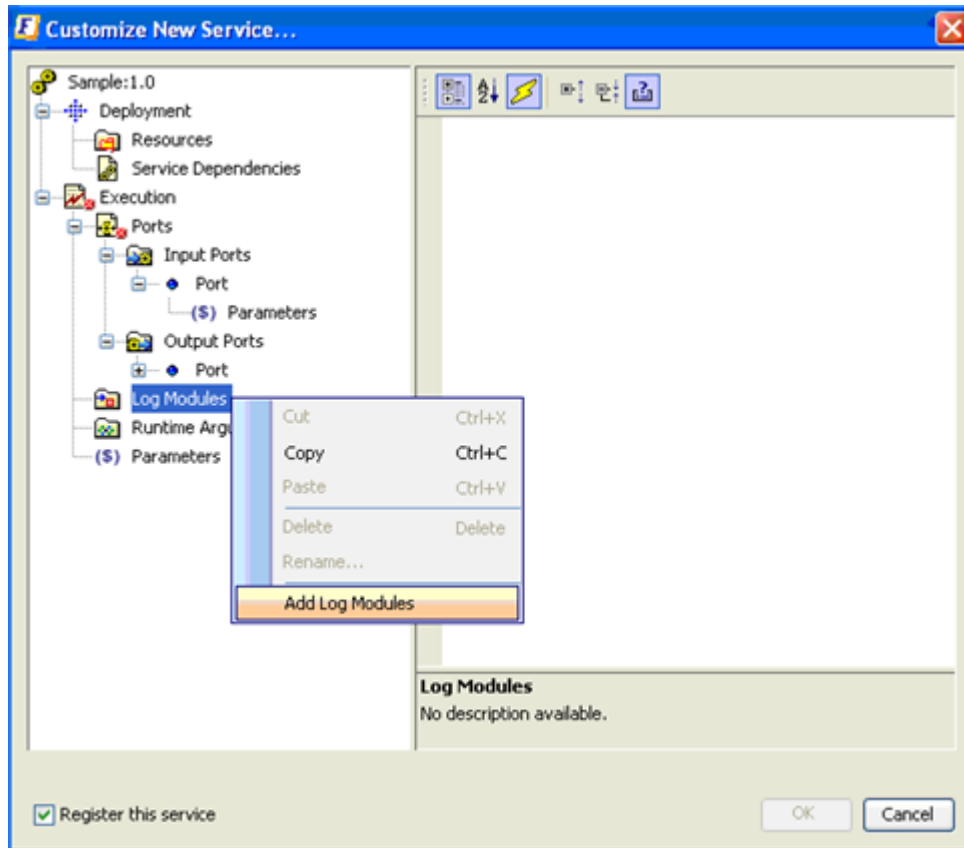 Customize New Service...
Sample:1.0
Deployment
Resources
Service Dependencies
Execution
Ports
Input Ports
Port
($) Parameters
Output Ports
Port
Log Modules
Runtime Argu
($) Parameters
Cut Ctrl+X
Copy Ctrl+C
Paste Ctrl+V
Delete Delete
Rename...
Add Log Modules
Log Modules
No description available.
Register this service
OK
Cancel